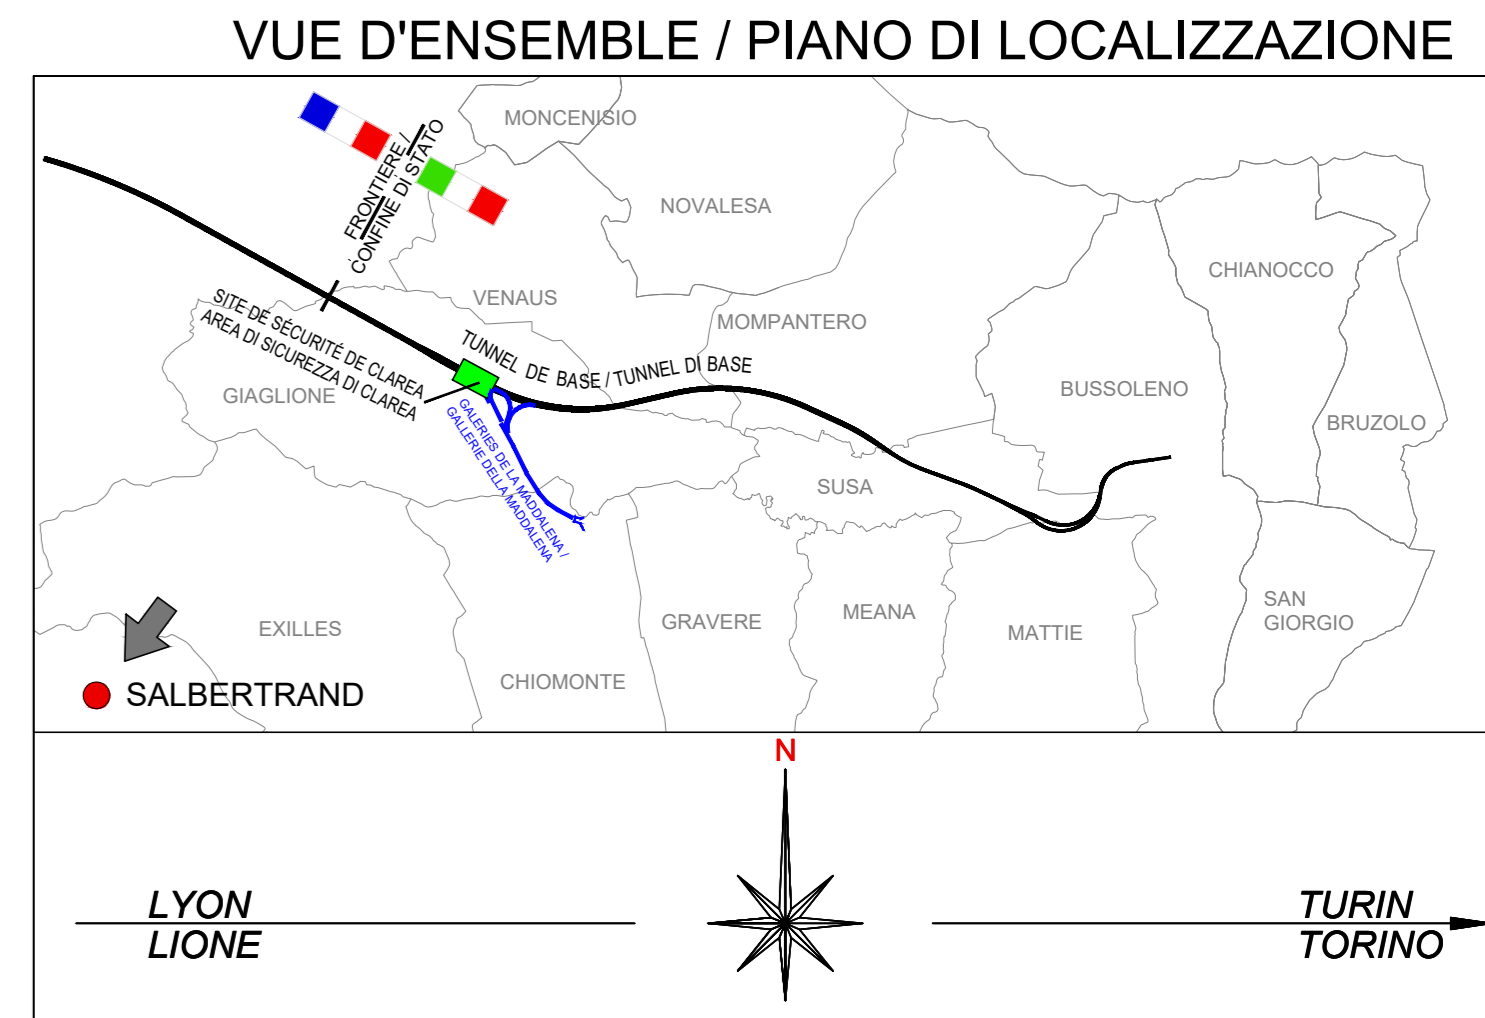 VUE D'ENSEMBLE / PIANO DI LOCALIZZAZIONE
MONCENISIO
FRONTIERE /
CONFINE DI STATO
NOVALESA
CHIANOCCO
VENAUS
MOMPANTERO
SITE DE SÉCURITÉ DE CLAREA
AREA DI SICUREZZA DI CLAREA
TUNNEL DE BASE / TUNNEL DI BASE
GIAGLIONE
BUSSOLENO
BRUZOLO
GALERIES DE LA MADDALENA /
GALLERIE DELLA MADDALENA
SUSA
EXILLES
CHIOMONTE
GRAVERE
MEANA
MATTIE
SAN
GIORGIO
SALBERTRAND
N
LYON
LIONE
TURIN
TORINO